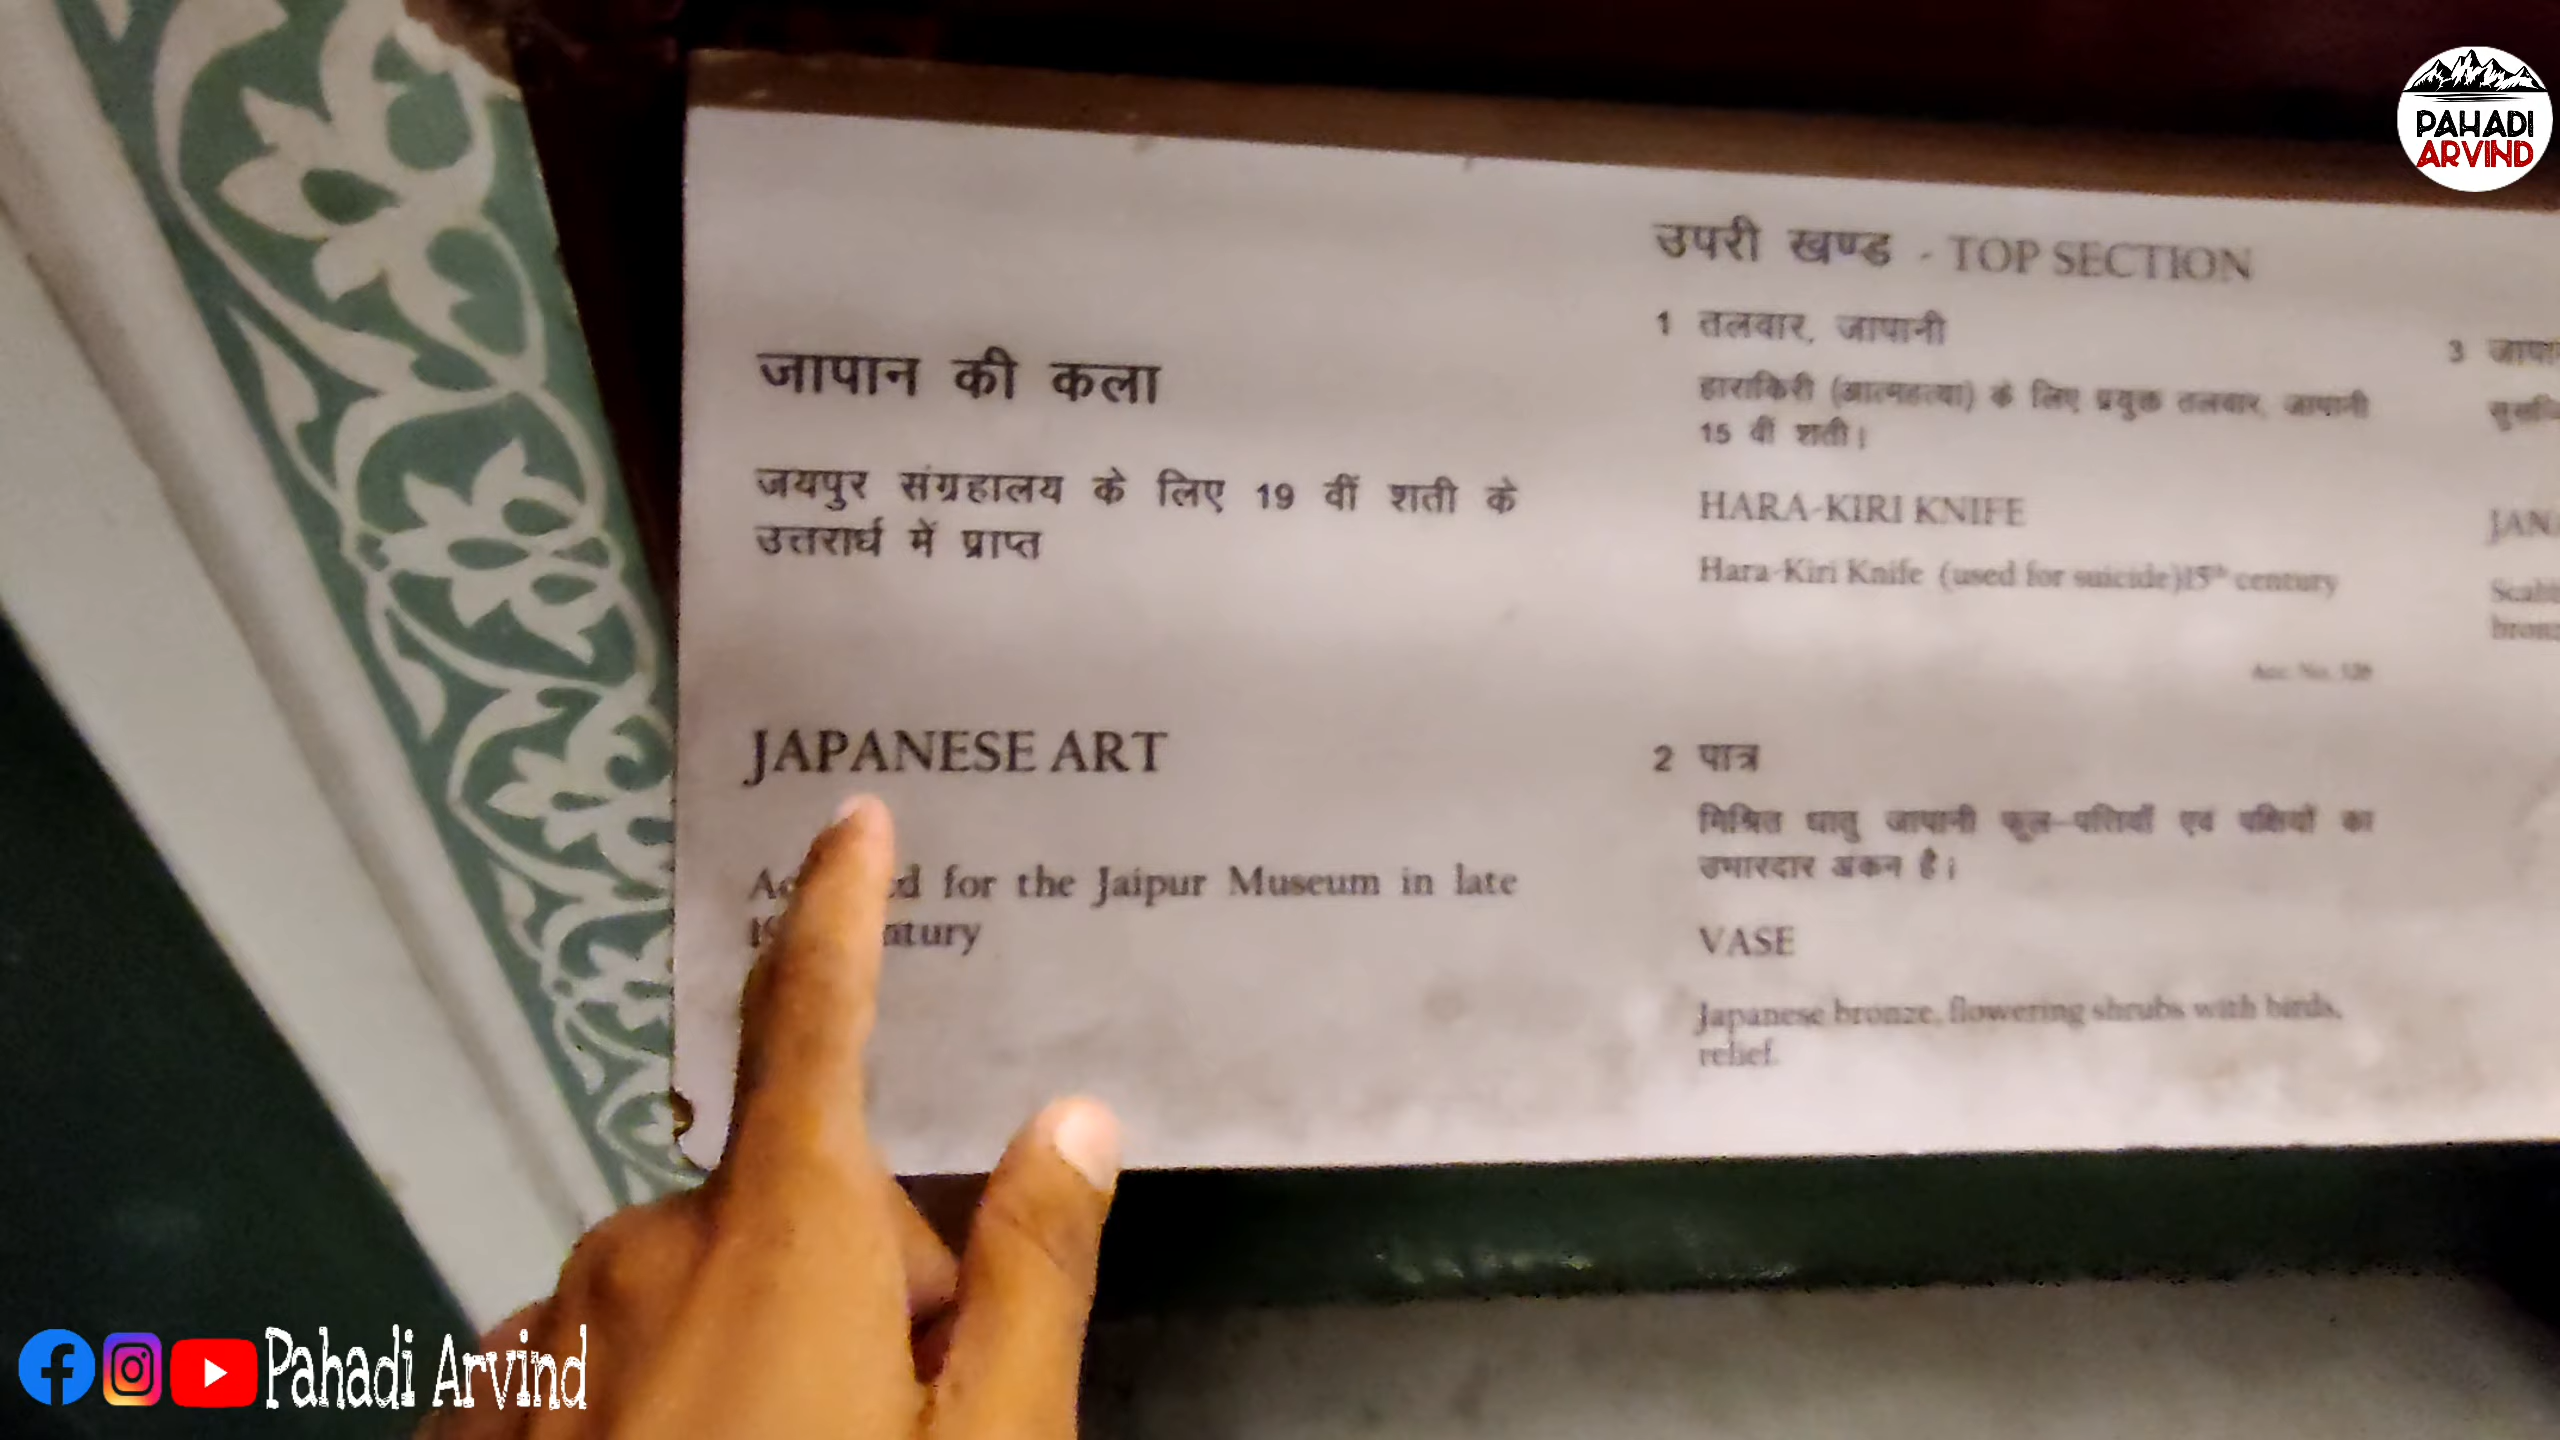 PAHADI
ARVIND
जापान की कला
जयपुर संग्रहालय के लिए 19 वीं शती के
उत्तरार्ध में प्राप्त
JAPANESE ART
for the Jaipur Museum in late
उपरी खण्ड - TOP SECTION
1 तलवार, जापानी
हाराकिरी (आत्महत्या) के लिए प्रयुक्त तलवार, जापानी
15 वीं शती।
HARA-KIRI KNIFE
Hara-Kiri Knife (used for suicide)15th century
2 पात्र
मिश्रित धातु जापानी फूल-पत्तियों एवं पक्षियों का
उभारदार अंकन है।
VASE
Japanese bronze, flowering shrubs with birds,
relief.
3
Pahadi Arvind